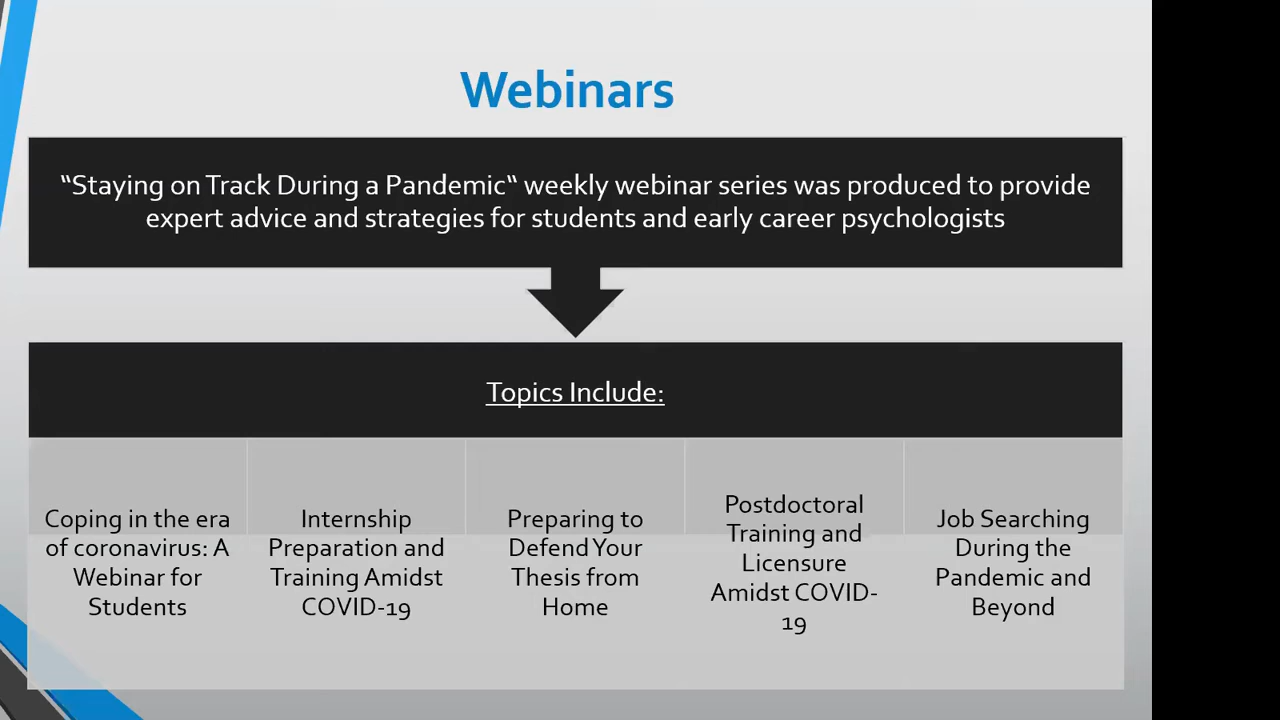 Webinars
“Staying on Track During a Pandemic“ weekly webinar series was produced to provide
expert advice and strategies for students and early career psychologists
Topics Include:
Coping in the era
of coronavirus: A
Webinar for
Students
Internship
Preparation and
Training Amidst
COVID-19
Preparing to
Defend Your
Thesis from
Home
Postdoctoral
Training and
Licensure
Amidst COVID-
19
Job Searching
During the
Pandemic and
Beyond